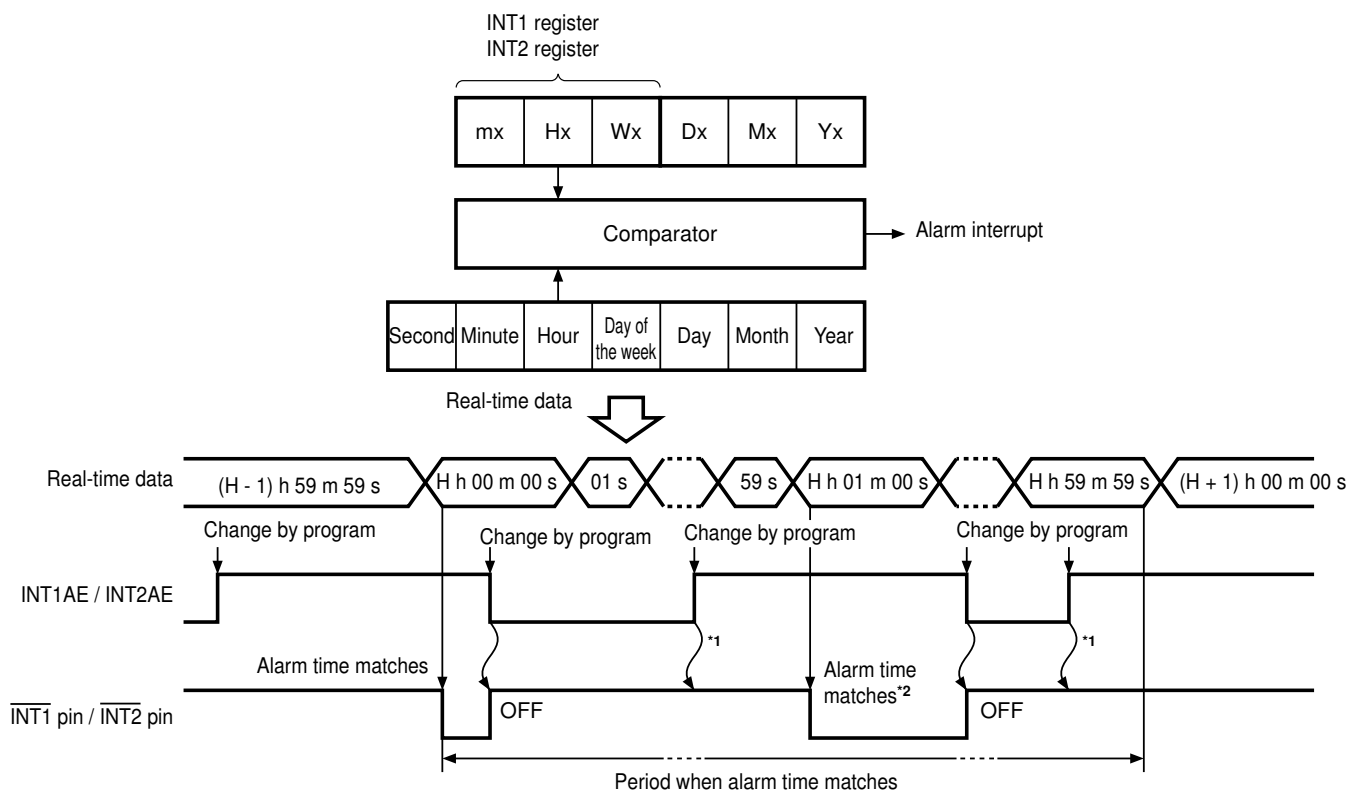 INT1 register
INT2 register
mx Hx Wx Dx Mx Yx
Comparator
Alarm interrupt
Second Minute Hour Day of the week Day Month Year
Real-time data
Real-time data
(H - 1) h 59 m 59 s H h 00 m 00 s 01 s 59 s H h 01 m 00 s H h 59 m 59 s (H + 1) h 00 m 00 s
Change by program Change by program Change by program Change by program
INT1AE / INT2AE
*1 *1
Alarm time matches
Alarm time
matches*2
INT1 pin / INT2 pin
OFF OFF
Period when alarm time matches